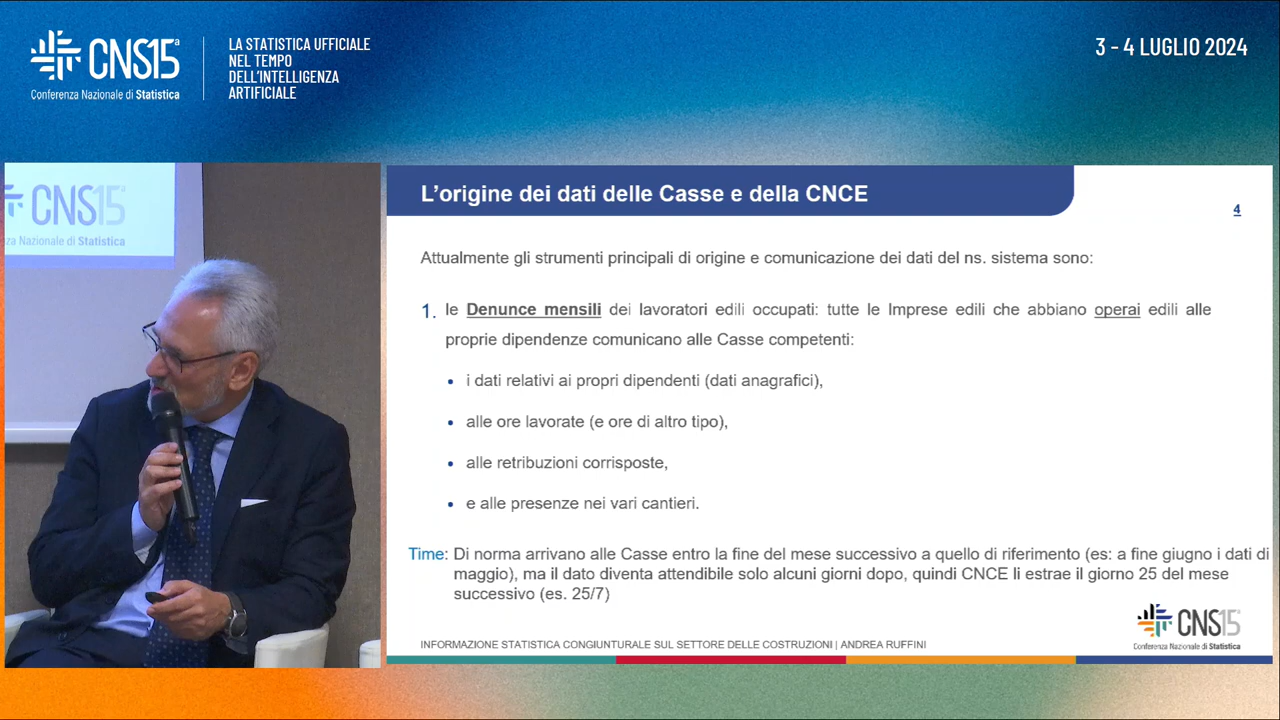 CNS15ª
Conferenza Nazionale di Statistica
LA STATISTICA UFFICIALE
NEL TEMPO
DELL'INTELLIGENZA
ARTIFICIALE
3 - 4 LUGLIO 2024
CNS15
za Nazionale di Statistica
L'origine dei dati delle Casse e della CNCE
4
Attualmente gli strumenti principali di origine e comunicazione dei dati del ns. sistema sono:
1. le Denunce mensili dei lavoratori edili occupati: tutte le Imprese edili che abbiano operai edili alle
proprie dipendenze comunicano alle Casse competenti:
• i dati relativi ai propri dipendenti (dati anagrafici),
• alle ore lavorate (e ore di altro tipo),
• alle retribuzioni corrisposte,
• e alle presenze nei vari cantieri.
Time: Di norma arrivano alle Casse entro la fine del mese successivo a quello di riferimento (es: a fine giugno i dati di
maggio), ma il dato diventa attendibile solo alcuni giorni dopo, quindi CNCE li estrae il giorno 25 del mese
successivo (es. 25/7)
INFORMAZIONE STATISTICA CONGIUNTURALE SUL SETTORE DELLE COSTRUZIONI | ANDREA RUFFINI
CNS15ª
Conferenza Nazionale di Statistica